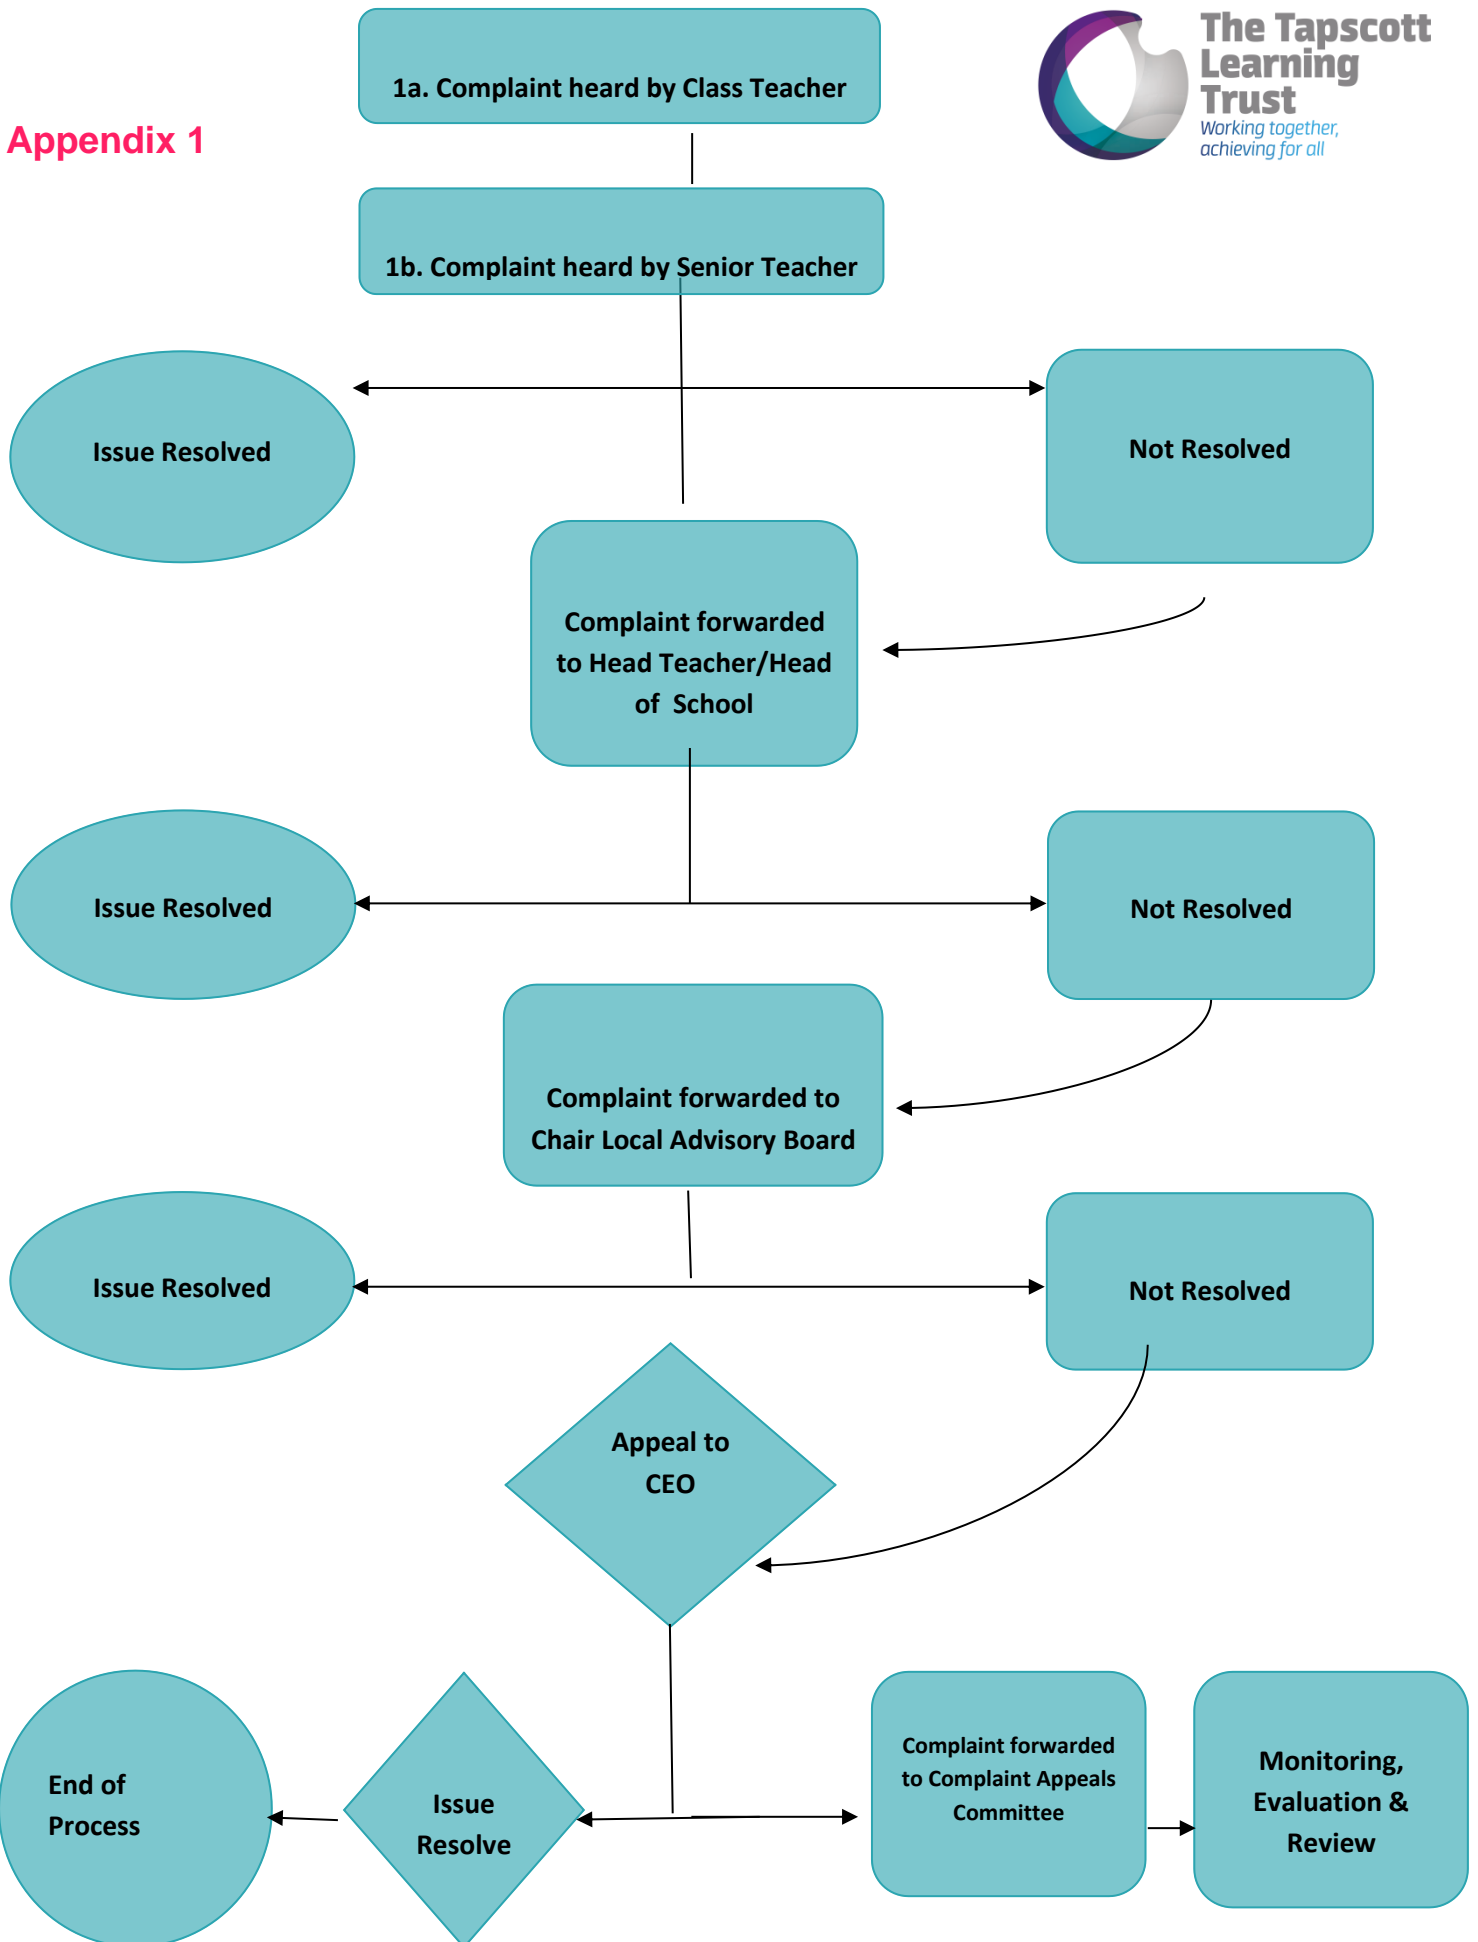 The Tapscott
Learning
Trust
Working together,
achieving for all
Appendix 1
1a. Complaint heard by Class Teacher
1b. Complaint heard by Senior Teacher
Issue Resolved
Not Resolved
Complaint forwarded
to Head Teacher/Head
of  School
Issue Resolved
Not Resolved
Complaint forwarded to
Chair Local Advisory Board
Issue Resolved
Not Resolved
Appeal to
CEO
End of
Process
Issue
Resolve
Complaint forwarded
to Complaint Appeals
Committee
Monitoring,
Evaluation &
Review